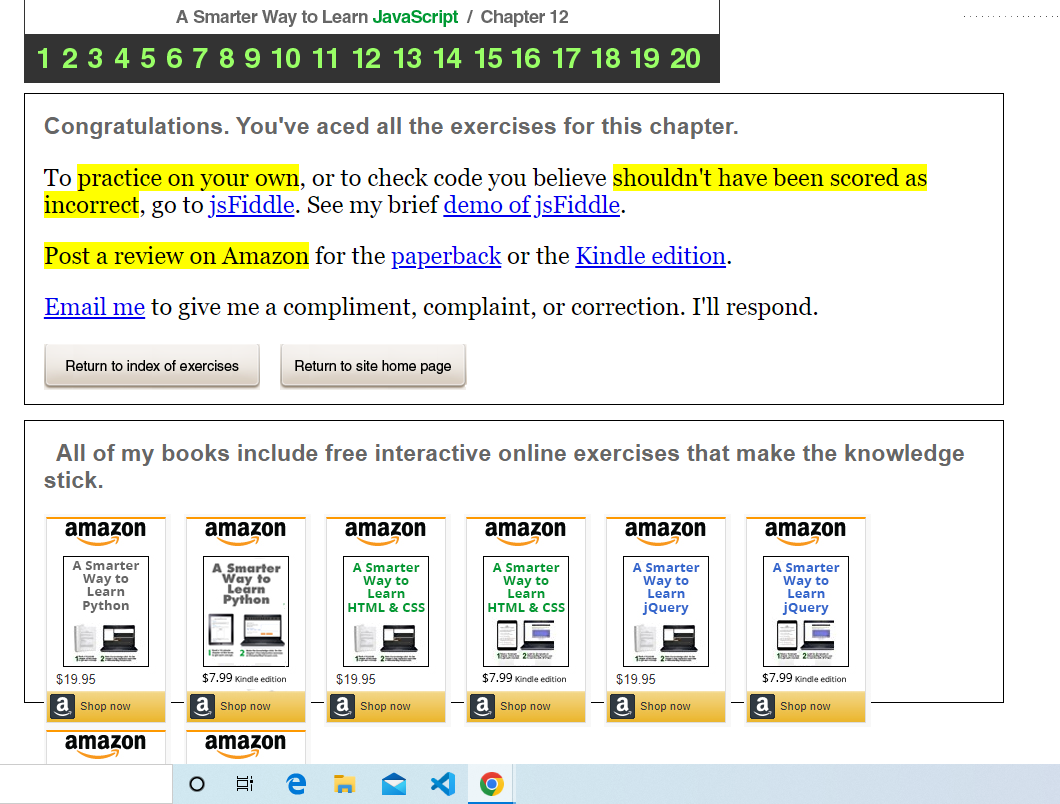 A Smarter Way to Learn JavaScript / Chapter 12
1 2 3 4 5 6 7 8 9 10 11 12 13 14 15 16 17 18 19 20
Congratulations. You've aced all the exercises for this chapter.
To practice on your own, or to check code you believe shouldn't have been scored as
incorrect, go to jsFiddle. See my brief demo of jsFiddle.
Post a review on Amazon for the paperback or the Kindle edition.
Email me to give me a compliment, complaint, or correction. I'll respond.
Return to index of exercises
Return to site home page
All of my books include free interactive online exercises that make the knowledge
stick.
amazon
A Smarter
Way to
Learn
Python
$19.95
a Shop now
amazon
A Smarter
Way to
Learn
Python
$7.99 Kindle edition
a Shop now
amazon
A Smarter
Way to
Learn
HTML & CSS
$19.95
a Shop now
amazon
A Smarter
Way to
Learn
HTML & CSS
$7.99 Kindle edition
a Shop now
amazon
A Smarter
Way to
Learn
jQuery
$19.95
a Shop now
amazon
A Smarter
Way to
Learn
jQuery
$7.99 Kindle edition
a Shop now
amazon
amazon